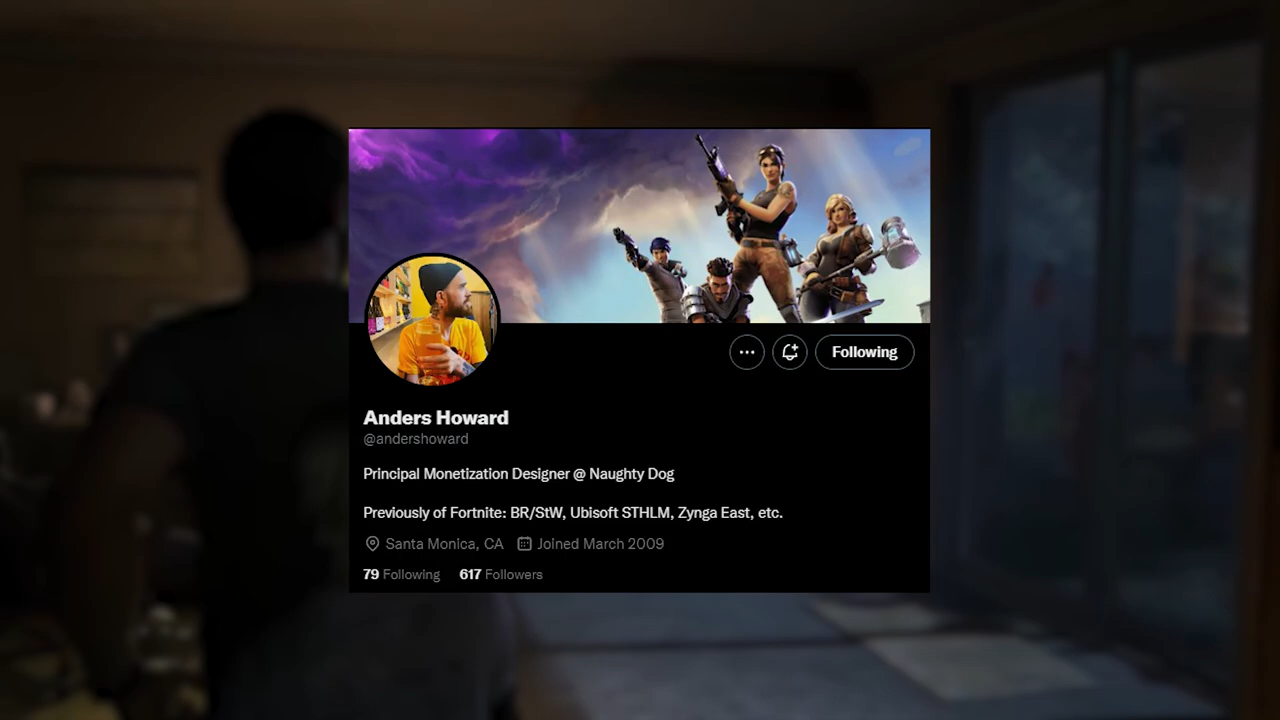 Following
Anders Howard
@andershoward
Principal Monetization Designer @ Naughty Dog
Previously of Fortnite: BR/StW, Ubisoft STHLM, Zynga East, etc.
Santa Monica, CA Joined March 2009
79 Following 617 Followers